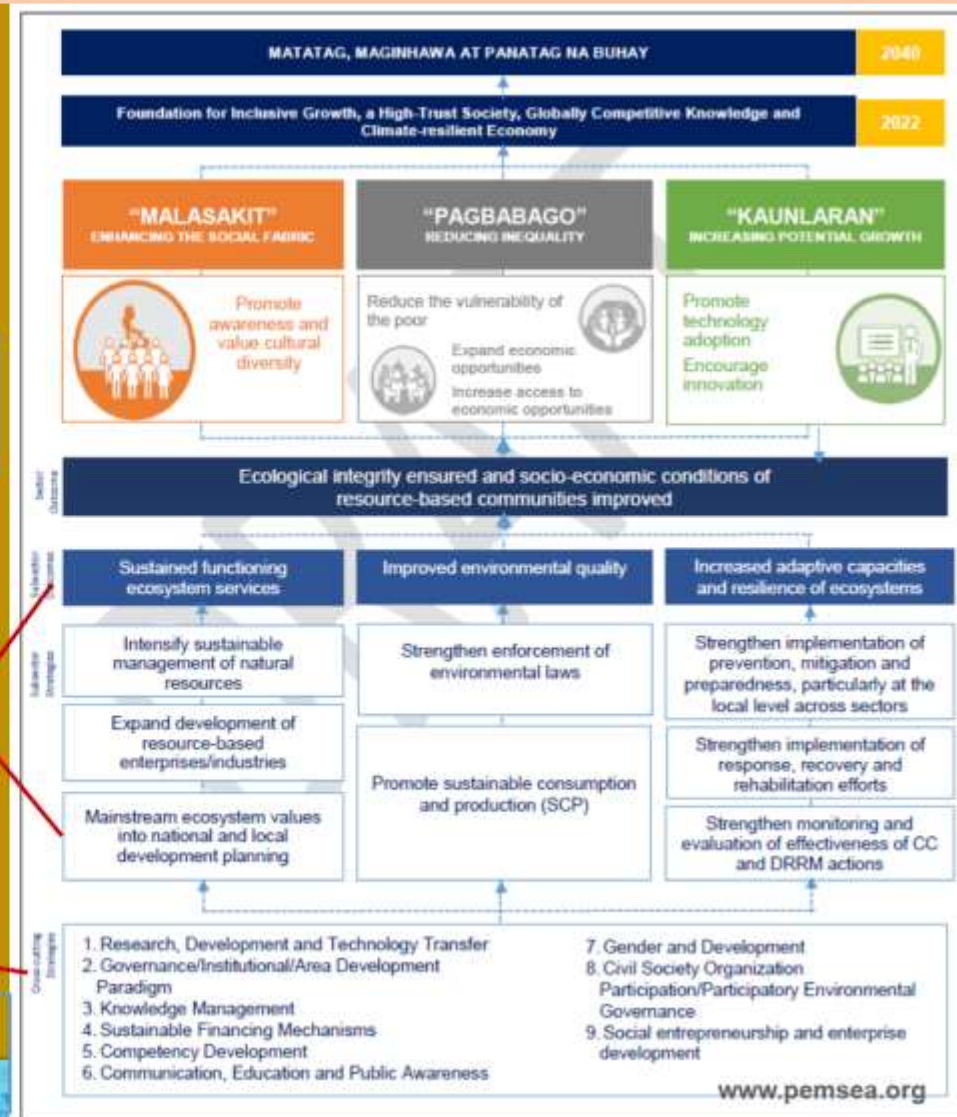 MATATAG, MAGINHAWA AT PANATAG NA BUHAY
2040
Foundation for Inclusive Growth, a High-Trust Society, Globally Competitive Knowledge and
Climate-resilient Economy
2022
"MALASAKIT"
ENHANCING THE SOCIAL FABRIC
"PAGBABAGO"
REDUCING INEQUALITY
"KAUNLARAN"
INCREASING POTENTIAL GROWTH
Promote
awareness and
value cultural
diversity
Reduce the vulnerability of
the poor
Expand economic
opportunities
Increase access to
economic opportunities
Promote
technology
adoption
Encourage
innovation
Sector
Outcome
Ecological integrity ensured and socio-economic conditions of
resource-based communities improved
Sustained functioning
ecosystem services
Improved environmental quality
Increased adaptive capacities
and resilience of ecosystems
Subsector
Strategies
Intensify sustainable
management of natural
resources
Expand development of
resource-based
enterprises/industries
Mainstream ecosystem values
into national and local
development planning
Strengthen enforcement of
environmental laws
Promote sustainable consumption
and production (SCP)
Strengthen implementation of
prevention, mitigation and
preparedness, particularly at the
local level across sectors
Strengthen implementation of
response, recovery and
rehabilitation efforts
Strengthen monitoring and
evaluation of effectiveness of CC
and DRRM actions
Cross-cutting
Strategies
1. Research, Development and Technology Transfer
2. Governance/Institutional/Area Development
Paradigm
3. Knowledge Management
4. Sustainable Financing Mechanisms
5. Competency Development
6. Communication, Education and Public Awareness
7. Gender and Development
8. Civil Society Organization
Participation/Participatory Environmental
Governance
9. Social entrepreneurship and enterprise
development
www.pemsea.org